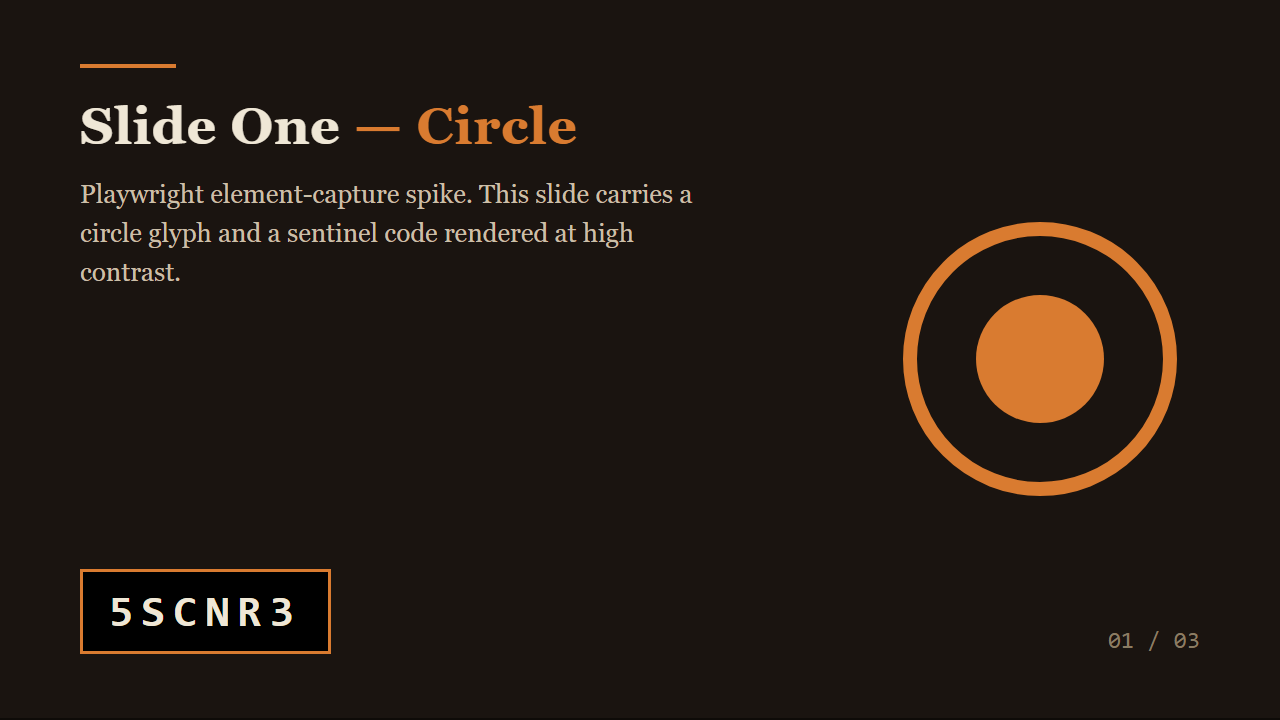 Slide One — Circle
Playwright element-capture spike. This slide carries a
circle glyph and a sentinel code rendered at high
contrast.
5SCNR3
01 / 03